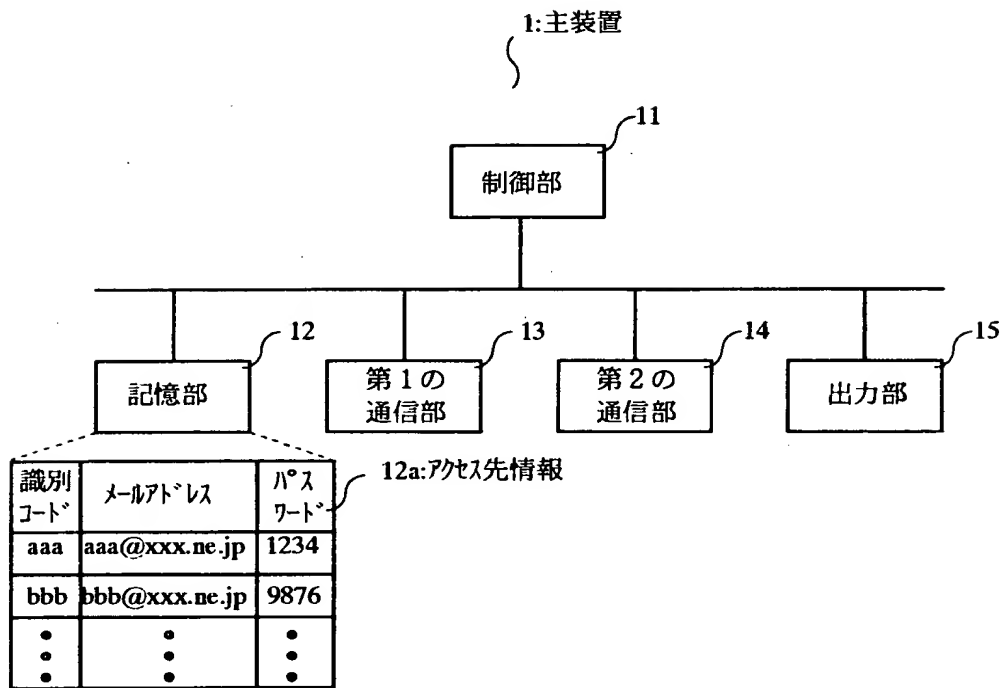 1:主装置
11
制御部
12
13
14
15
記憶部
第1の
通信部
第2の
通信部
出力部
12a:アクセス先情報
識別
コード
メールアドレス
パス
ワード
aaa
aaa@xxx.ne.jp
1234
bbb
bbb@xxx.ne.jp
9876